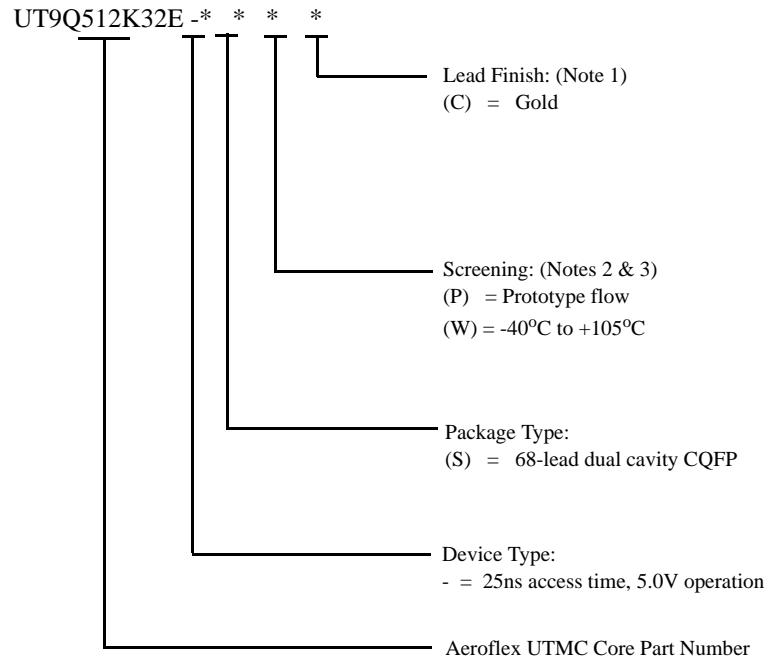 UT9Q512K32E -* * * *
Lead Finish: (Note 1)
(C) = Gold
Screening: (Notes 2 & 3)
(P) = Prototype flow
(W) = -40°C to +105°C
Package Type:
(S) = 68-lead dual cavity CQFP
Device Type:
- = 25ns access time, 5.0V operation
Aeroflex UTMC Core Part Number